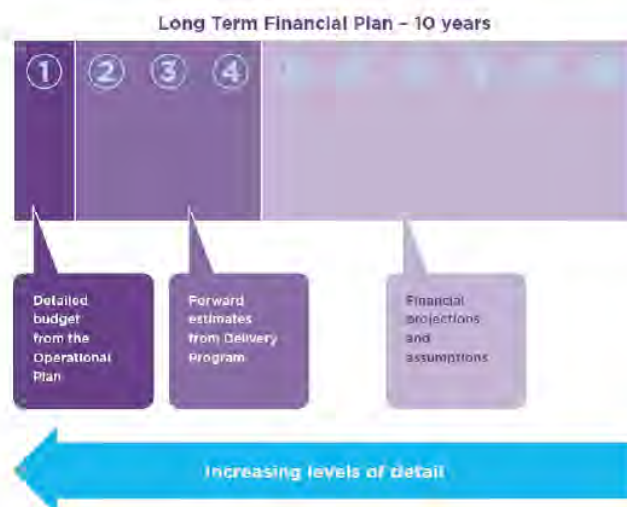 Long Term Financial Plan – 10 years
1 2 3 4
Detailed
budget
from the
Operational
Plan
Forward
estimates
from Delivery
Program
Financial
projections
and
assumptions
Increasing levels of detail